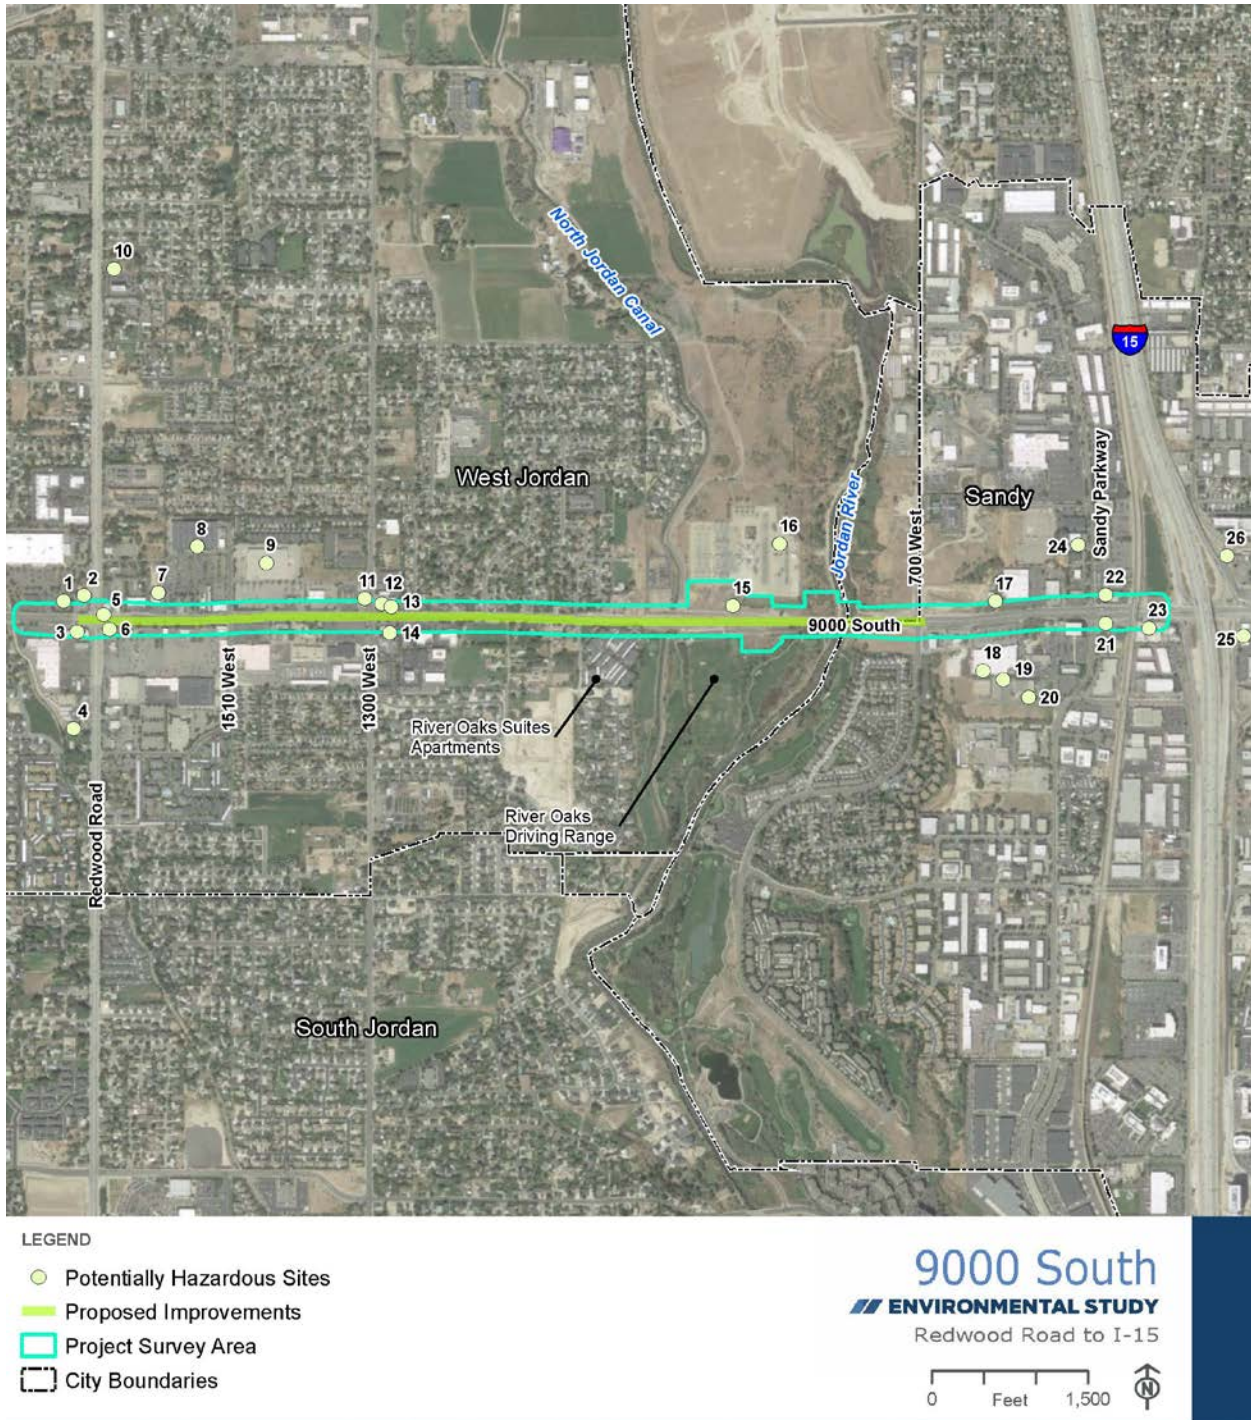 10
North Jordan Canal
15
West Jordan
Sandy
Sandy Parkway
Jordan River
700 West
8
9
16
24
26
1
2
7
11
12
13
15
17
22
5
3
6
14
9000 South
21
23
25
18
19
20
4
1510 West
1300 West
Redwood Road
River Oaks Suites
Apartments
River Oaks
Driving Range
South Jordan
LEGEND
Potentially Hazardous Sites
Proposed Improvements
Project Survey Area
City Boundaries
9000 South
ENVIRONMENTAL STUDY
Redwood Road to I-15
0 Feet 1,500
N